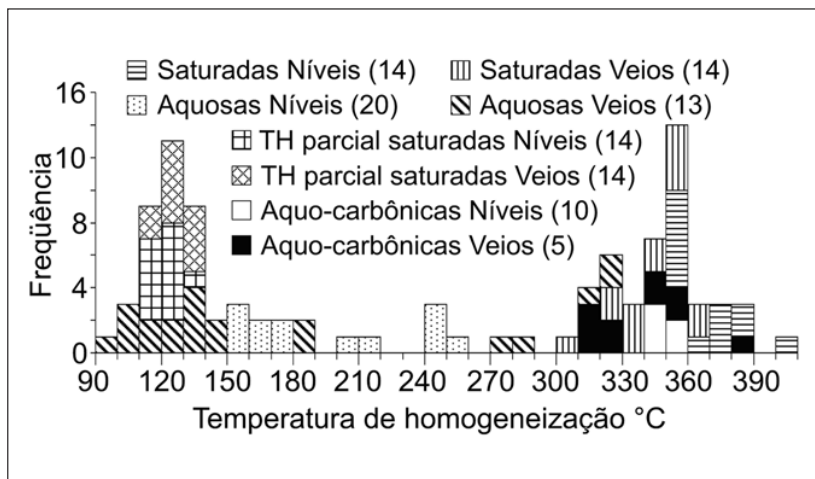 Saturadas Níveis (14) Saturadas Veios (14)
Aquosas Níveis (20) Aquosas Veios (13)
TH parcial saturadas Níveis (14)
TH parcial saturadas Veios (14)
Aquo-carbônicas Níveis (10)
Aquo-carbônicas Veios (5)
Freqüência
16
10
8
4
0
90 120 150 180 210 240 270 300 330 360 390
Temperatura de homogeneização °C